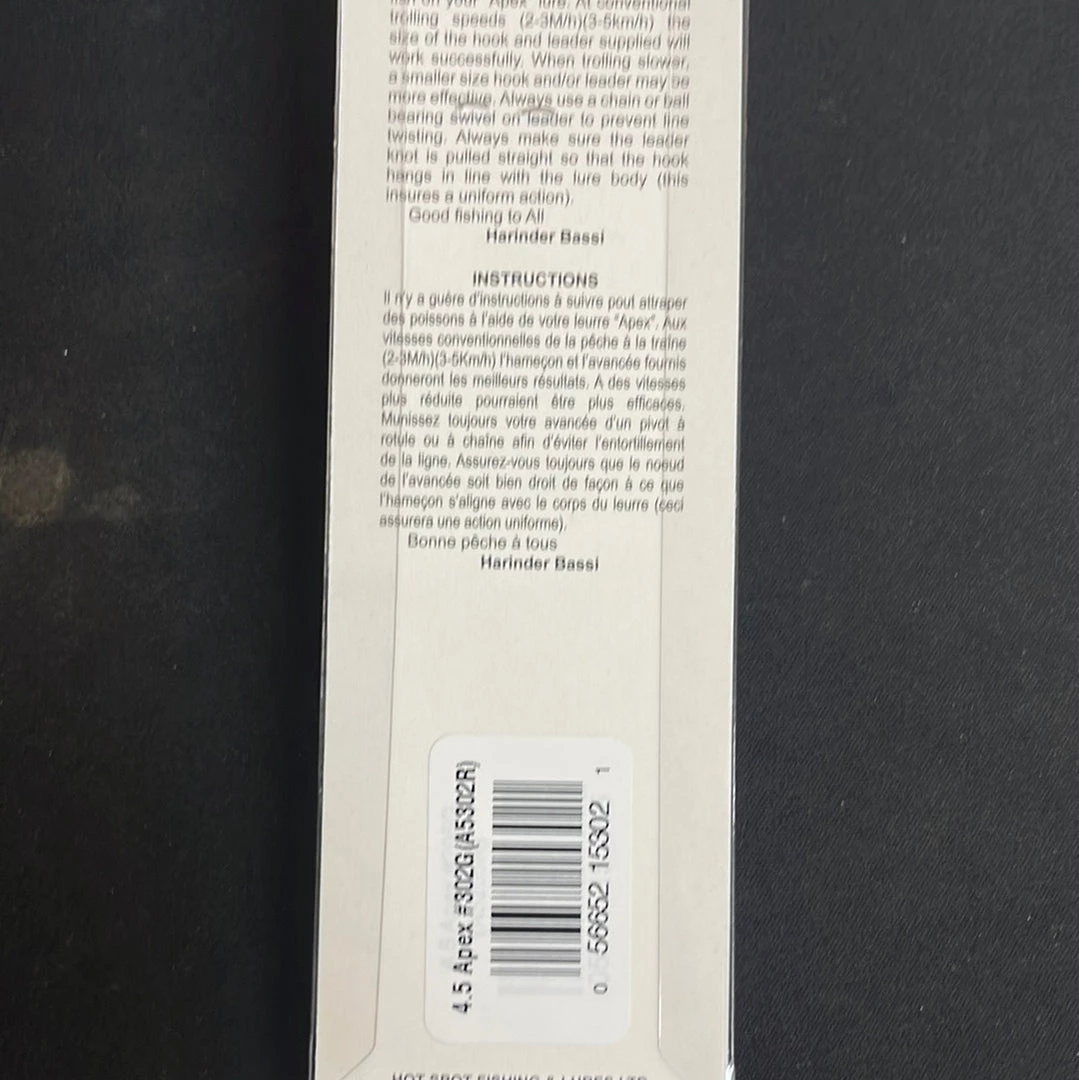 fish on your "Apex" lure. At conventional
trolling speeds (2-3M/h)(3-5km/h) the
size of the hook and leader supplied will
work successfully. When trolling slower,
a smaller size hook and/or leader may be
more effective. Always use a chain or ball
bearing swivel on leader to prevent line
twisting. Always make sure the leader
knot is pulled straight so that the hook
hangs in line with the lure body (this
insures a uniform action).
Good fishing to All
Harinder Bassi
INSTRUCTIONS
Il n'y a guère d'instructions à suivre pout attraper
des poissons à l'aide de votre leurre "Apex". Aux
vitesses conventionnelles de la pêche à la traîne
(2-3M/h)(3-5Km/h) l'hameçon et l'avancée fournis
donneront les meilleurs résultats. A des vitesses
plus réduite pourraient être plus efficaces.
Munissez toujours votre avancée d'un pivot à
rotule ou à chaîne afin d'éviter l'entortillement
de la ligne. Assurez-vous toujours que le noeud
de l'avancée soit bien droit de façon à ce que
l'hameçon s'aligne avec le corps du leurre (ceci
assurera une action uniforme).
Bonne pêche à tous
Harinder Bassi
4.5 Apex #302G(A5302R)
0 56652 15302 1
HOT SPOT FISHING & LURES LTD